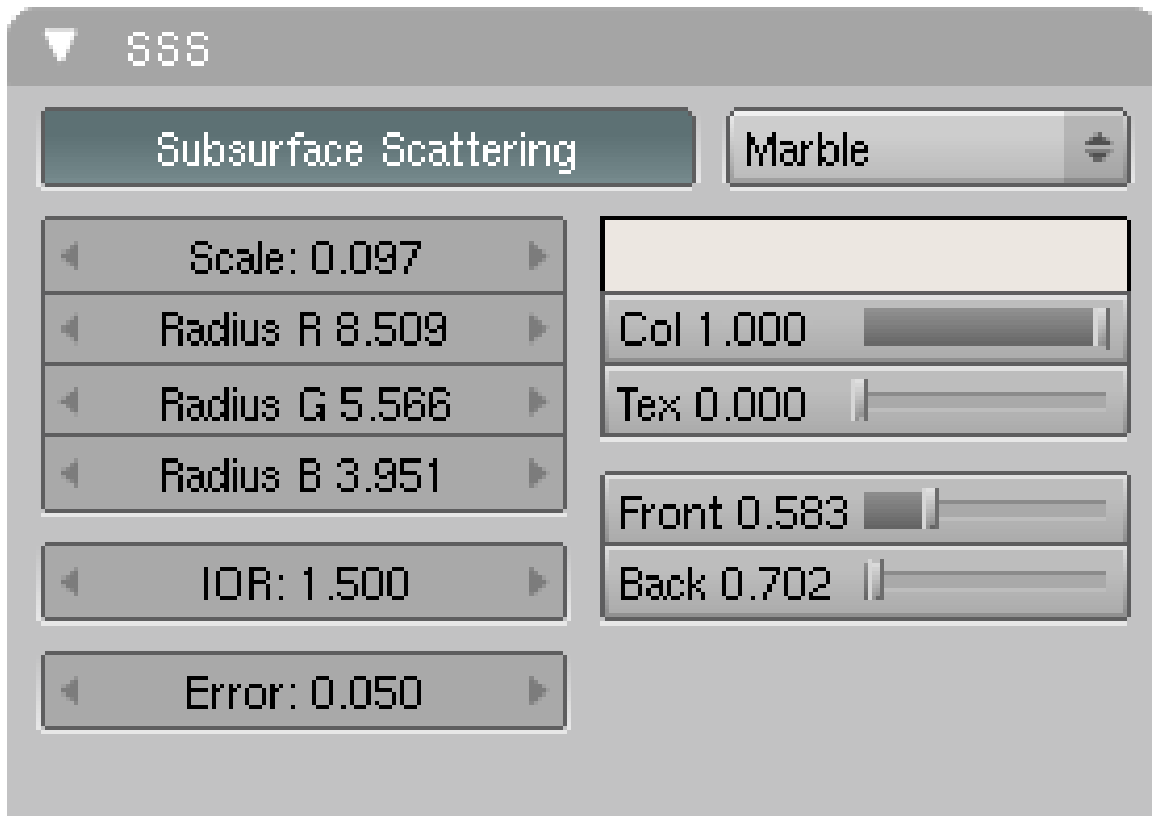 SSS
Subsurface Scattering
Marble
Scale: 0.097
Radius R 8.509
Radius G 5.566
Radius B 3.951
IOR: 1.500
Error: 0.050
Col 1.000
Tex 0.000
Front 0.583
Back 0.702